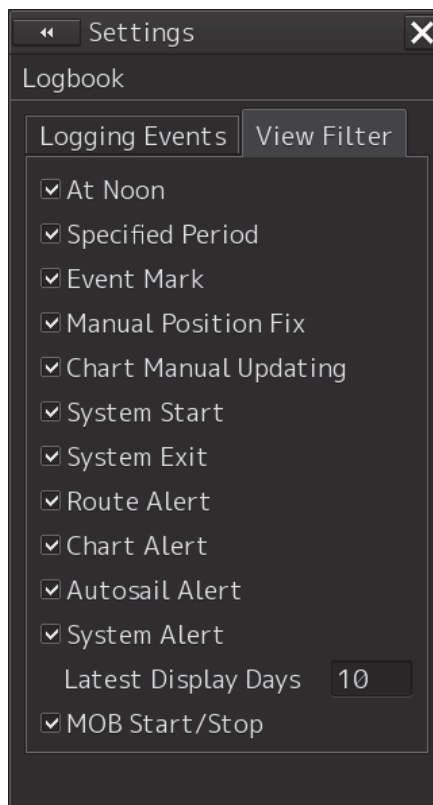 Settings
Logbook
Logging Events View Filter
At Noon
Specified Period
Event Mark
Manual Position Fix
Chart Manual Updating
System Start
System Exit
Route Alert
Chart Alert
Autosail Alert
System Alert
Latest Display Days 10
MOB Start/Stop